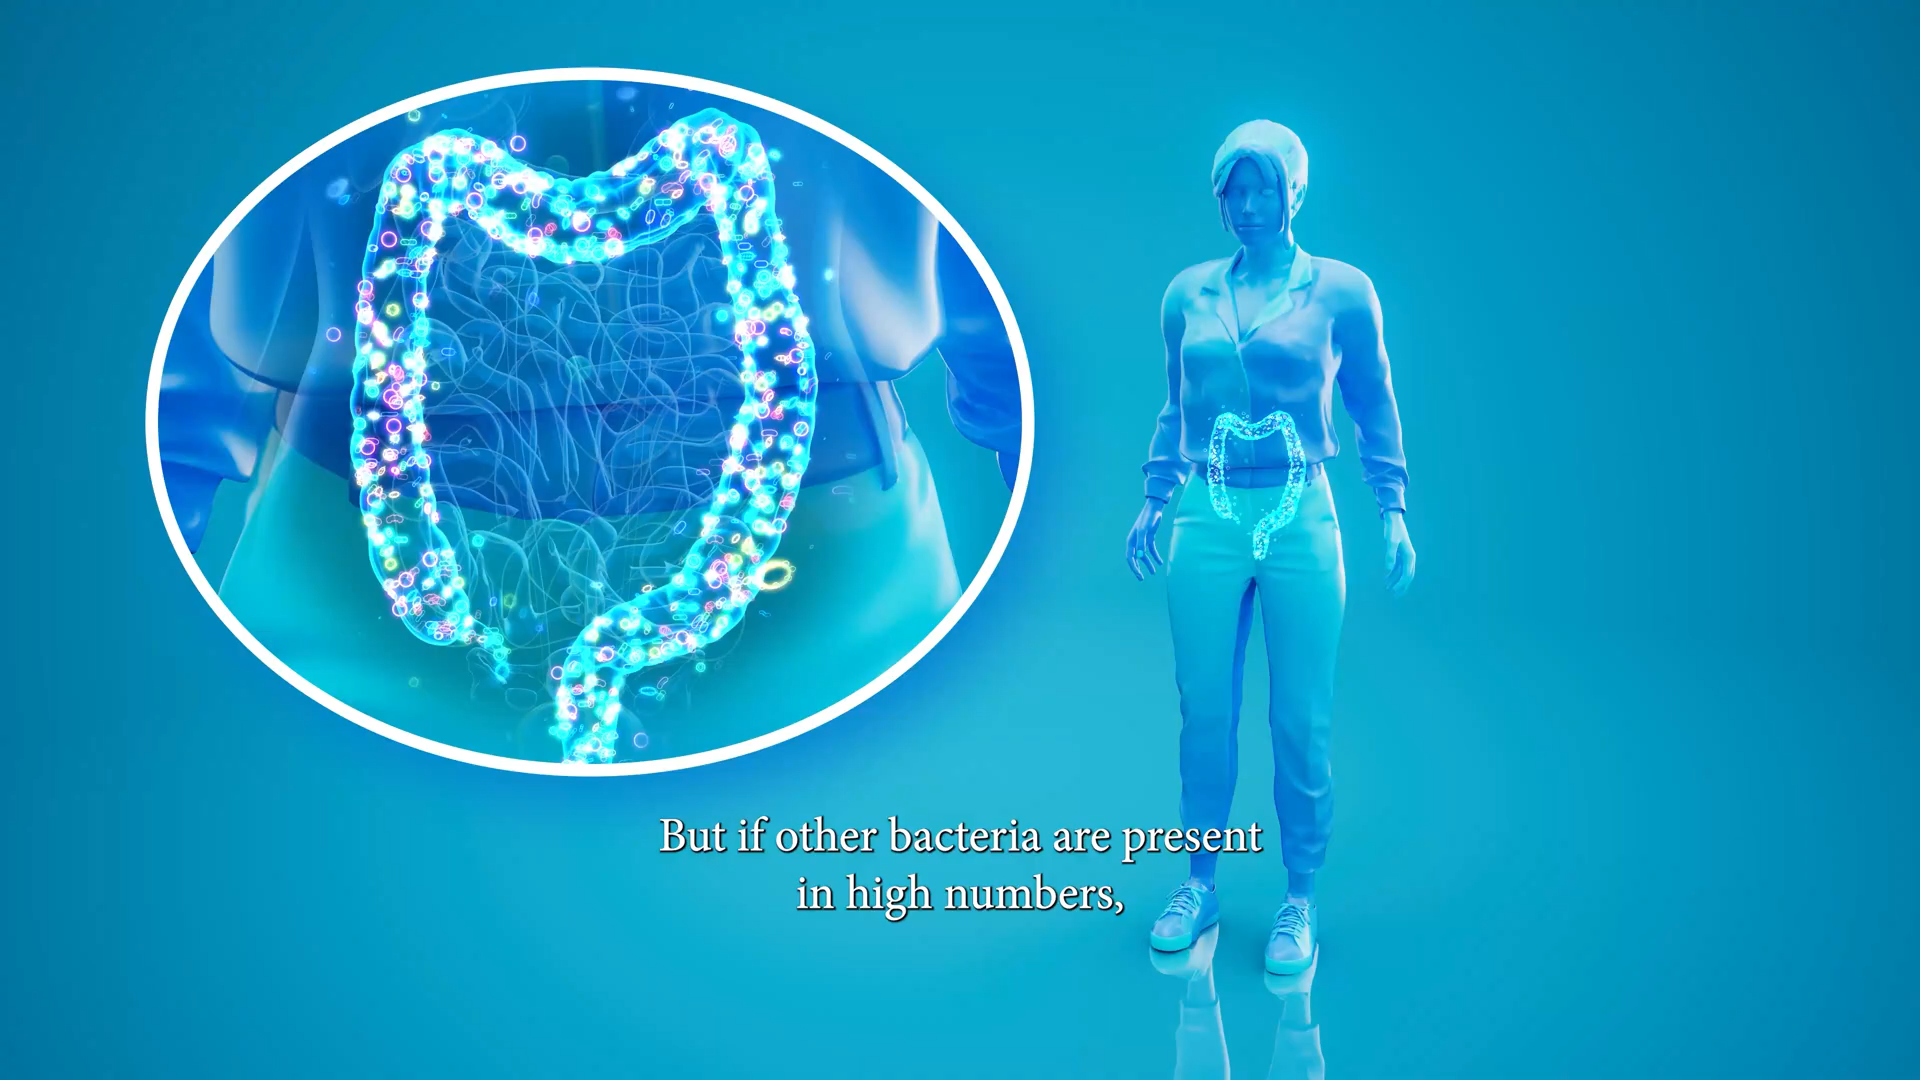 But if other bacteria are present
in high numbers,